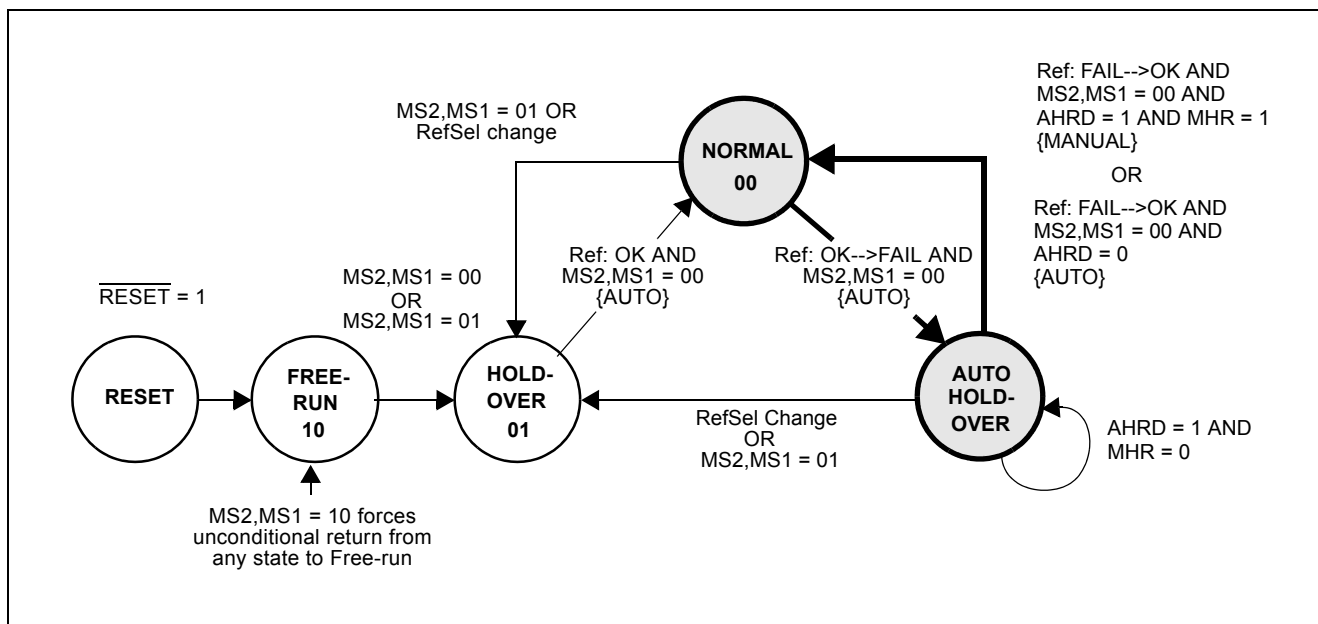 Ref: FAIL-->OK AND
MS2,MS1 = 00 AND
AHRD = 1 AND MHR = 1
{MANUAL}
OR
Ref: FAIL-->OK AND
MS2,MS1 = 00 AND
AHRD = 0
{AUTO}
MS2,MS1 = 01 OR
RefSel change
NORMAL
00
Ref: OK AND
MS2,MS1 = 00
{AUTO}
Ref: OK-->FAIL AND
MS2,MS1 = 00
{AUTO}
RESET = 1
MS2,MS1 = 00
OR
MS2,MS1 = 01
RESET
FREE-
RUN
10
HOLD-
OVER
01
AUTO
HOLD-
OVER
RefSel Change
OR
MS2,MS1 = 01
AHRD = 1 AND
MHR = 0
MS2,MS1 = 10 forces
unconditional return from
any state to Free-run